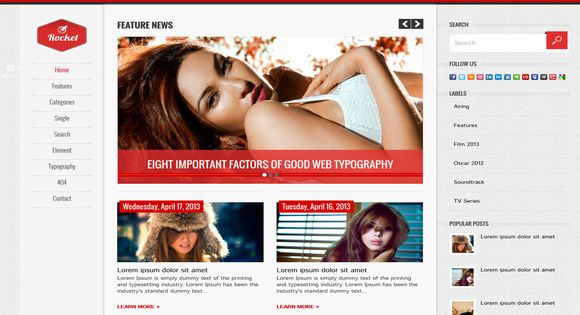 Rocket
Home
Features
Categories
Single
Search
Element
Typography
404
Contact
FEATURE NEWS
EIGHT IMPORTANT FACTORS OF GOOD WEB TYPOGRAPHY
Wednesday, April 17, 2013
Lorem ipsum dolor sit amet
Lorem Ipsum is simply dummy text of the printing
and typesetting industry. Lorem Ipsum has been the
industry's standard dummy text...
LEARN MORE »
Tuesday, April 16, 2013
Lorem ipsum dolor sit amet
Lorem Ipsum is simply dummy text of the printing
and typesetting industry. Lorem Ipsum has been the
industry's standard dummy text...
LEARN MORE »
SEARCH
Search
FOLLOW US
LABELS
Airing
Features
Film 2013
Oscar 2012
Soundtrack
TV Series
POPULAR POSTS
Lorem ipsum dolor sit amet
Lorem ipsum dolor sit amet
Lorem ipsum dolor sit amet